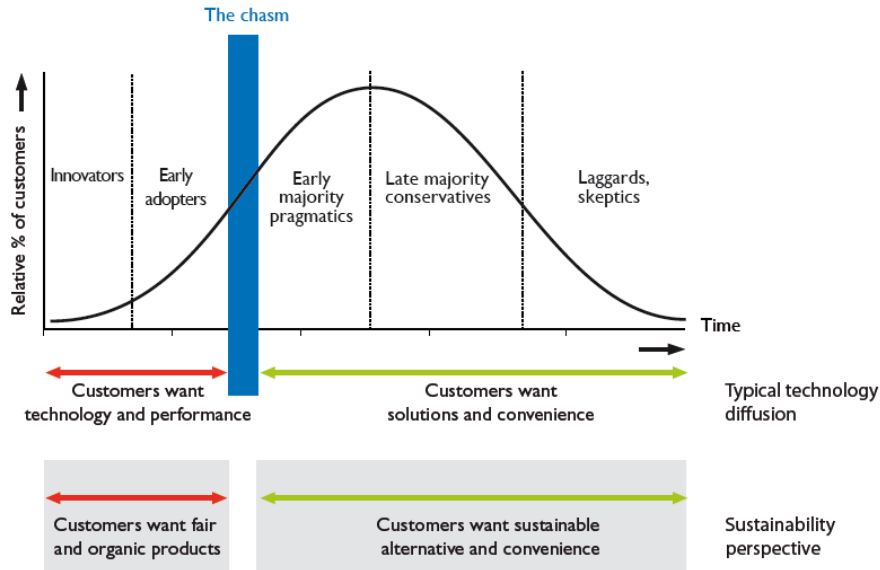 The chasm
Relative % of customers
Innovators
Early
adopters
Early
majority
pragmatics
Late majority
conservatives
Laggards,
skeptics
Time
Customers want
technology and performance
Customers want
solutions and convenience
Typical technology
diffusion
Customers want fair
and organic products
Customers want sustainable
alternative and convenience
Sustainability
perspective